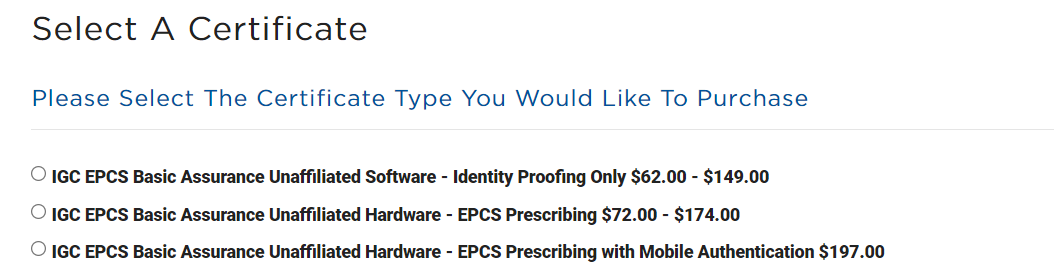 Select A Certificate
Please Select The Certificate Type You Would Like To Purchase
IGC EPCS Basic Assurance Unaffiliated Software - Identity Proofing Only $62.00 - $149.00
IGC EPCS Basic Assurance Unaffiliated Hardware - EPCS Prescribing $72.00 - $174.00
IGC EPCS Basic Assurance Unaffiliated Hardware - EPCS Prescribing with Mobile Authentication $197.00